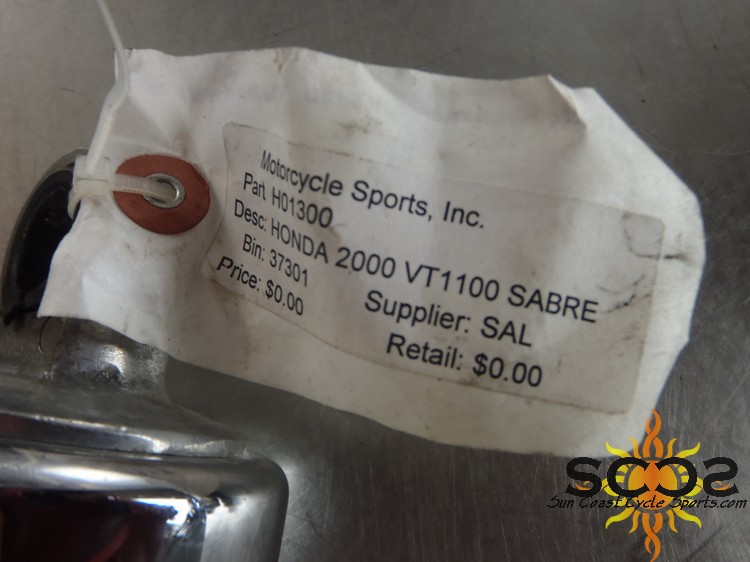 Motorcycle Sports, Inc.
Part H01300
Desc: HONDA 2000 VT1100 SABRE
Bin: 37301 Supplier: SAL
Price: $0.00 Retail: $0.00
SCCS
Sun Coast Cycle Sports.com